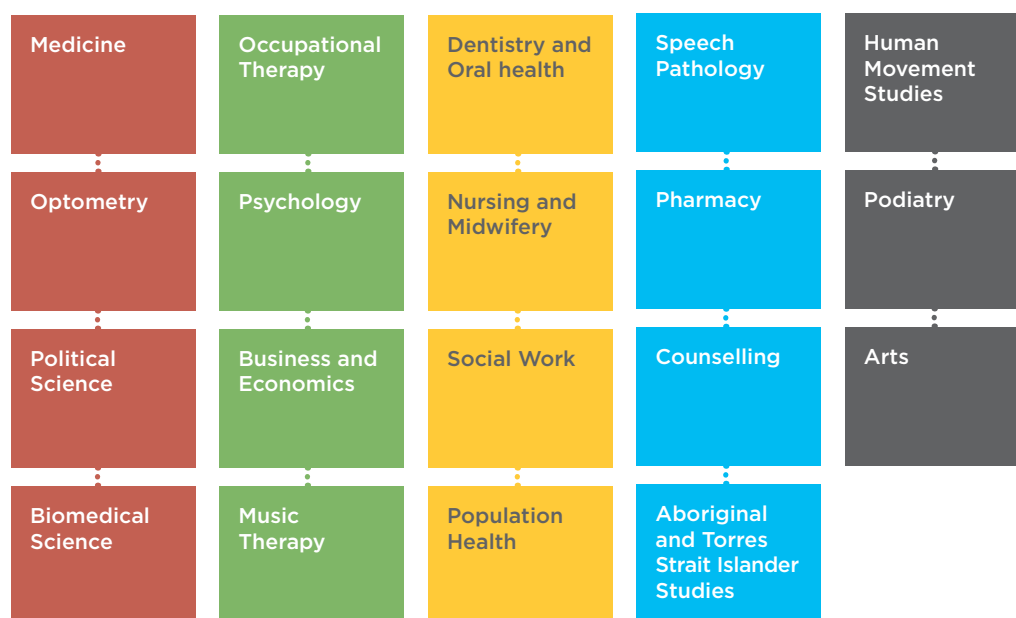 Medicine
Occupational
Therapy
Dentistry and
Oral health
Speech
Pathology
Human
Movement
Studies
Optometry
Psychology
Nursing and
Midwifery
Pharmacy
Podiatry
Political
Science
Business and
Economics
Social Work
Counselling
Arts
Biomedical
Science
Music
Therapy
Population
Health
Aboriginal
and Torres
Strait Islander
Studies